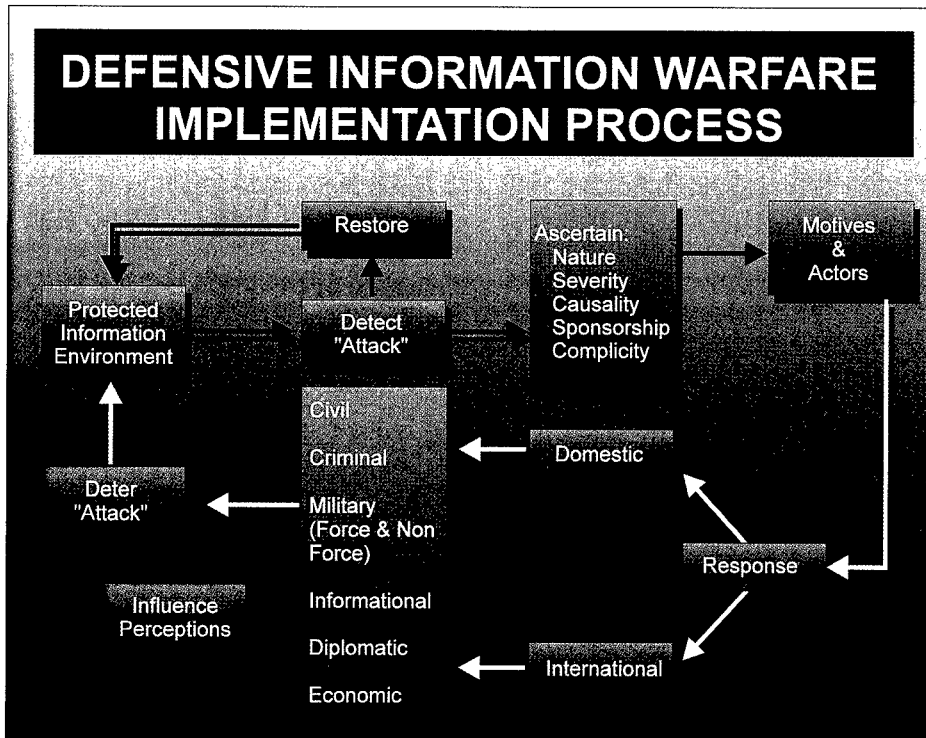 DEFENSIVE INFORMATION WARFARE
IMPLEMENTATION PROCESS
Restore
Ascertain:
Nature
Severity
Causality
Sponsorship
Complicity
Motives
&
Actors
Protected
Information
Environment
Detect
"Attack"
Civil
Criminal
Military
(Force & Non
Force)
Informational
Diplomatic
Economic
Domestic
Deter
"Attack"
Response
Influence
Perceptions
International